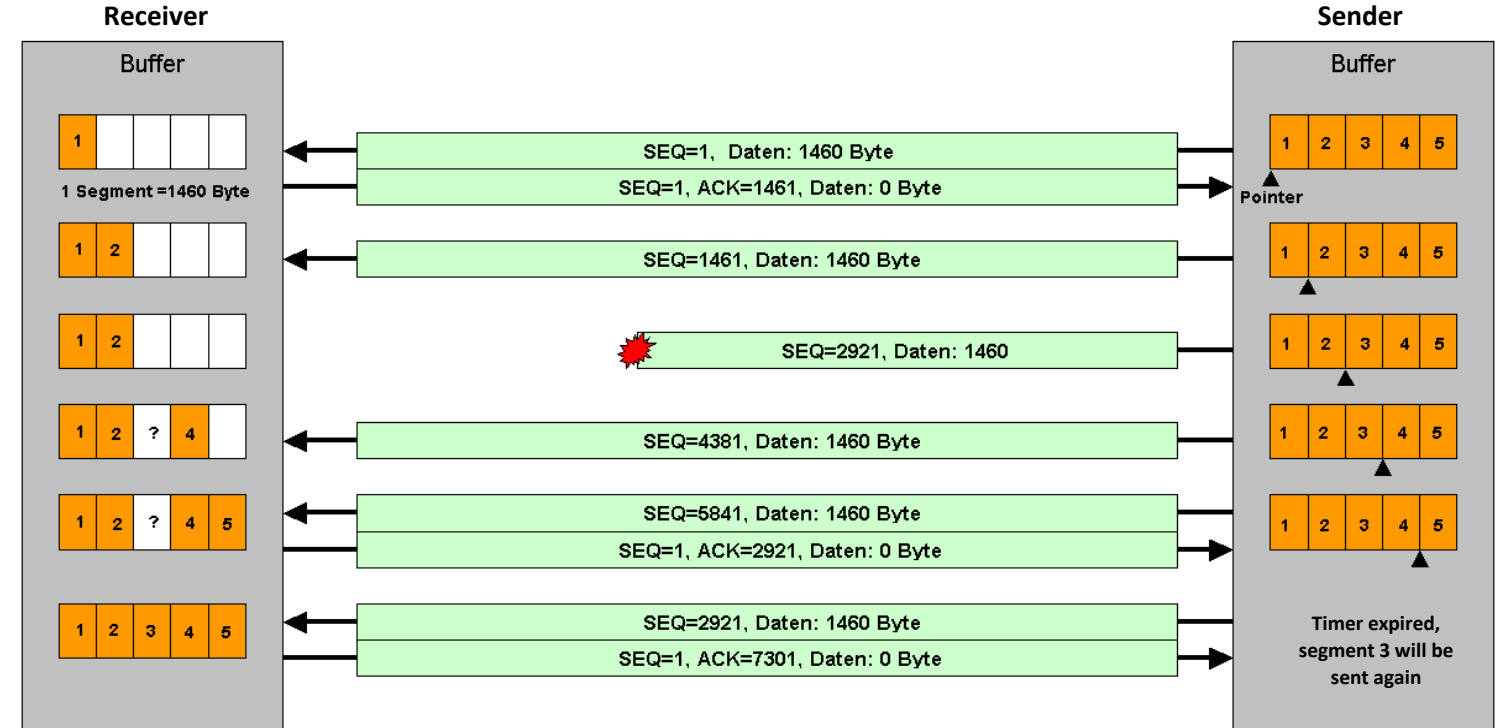 Receiver
Sender
Buffer
Buffer
1
SEQ=1, Daten: 1460 Byte
1 2 3 4 5
1 Segment =1460 Byte
SEQ=1, ACK=1461, Daten: 0 Byte
Pointer
1 2
SEQ=1461, Daten: 1460 Byte
1 2 3 4 5
1 2
SEQ=2921, Daten: 1460
1 2 3 4 5
1 2 ? 4
SEQ=4381, Daten: 1460 Byte
1 2 3 4 5
1 2 ? 4 5
SEQ=5841, Daten: 1460 Byte
1 2 3 4 5
SEQ=1, ACK=2921, Daten: 0 Byte
1 2 3 4 5
SEQ=2921, Daten: 1460 Byte
SEQ=1, ACK=7301, Daten: 0 Byte
Timer expired,
segment 3 will be
sent again